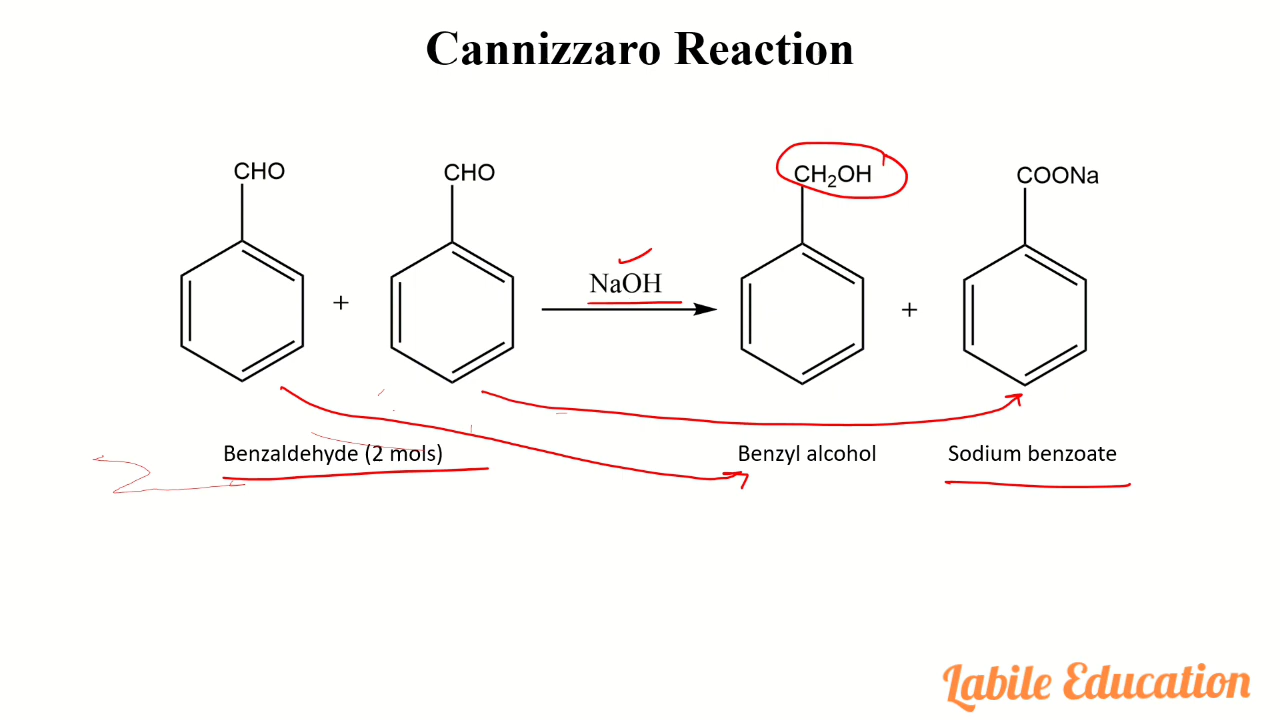 Cannizzaro Reaction
CHO
CHO
CH₂OH
COONa
NaOH
+
+
Benzaldehyde (2 mols)
Benzyl alcohol
Sodium benzoate
Labile Education